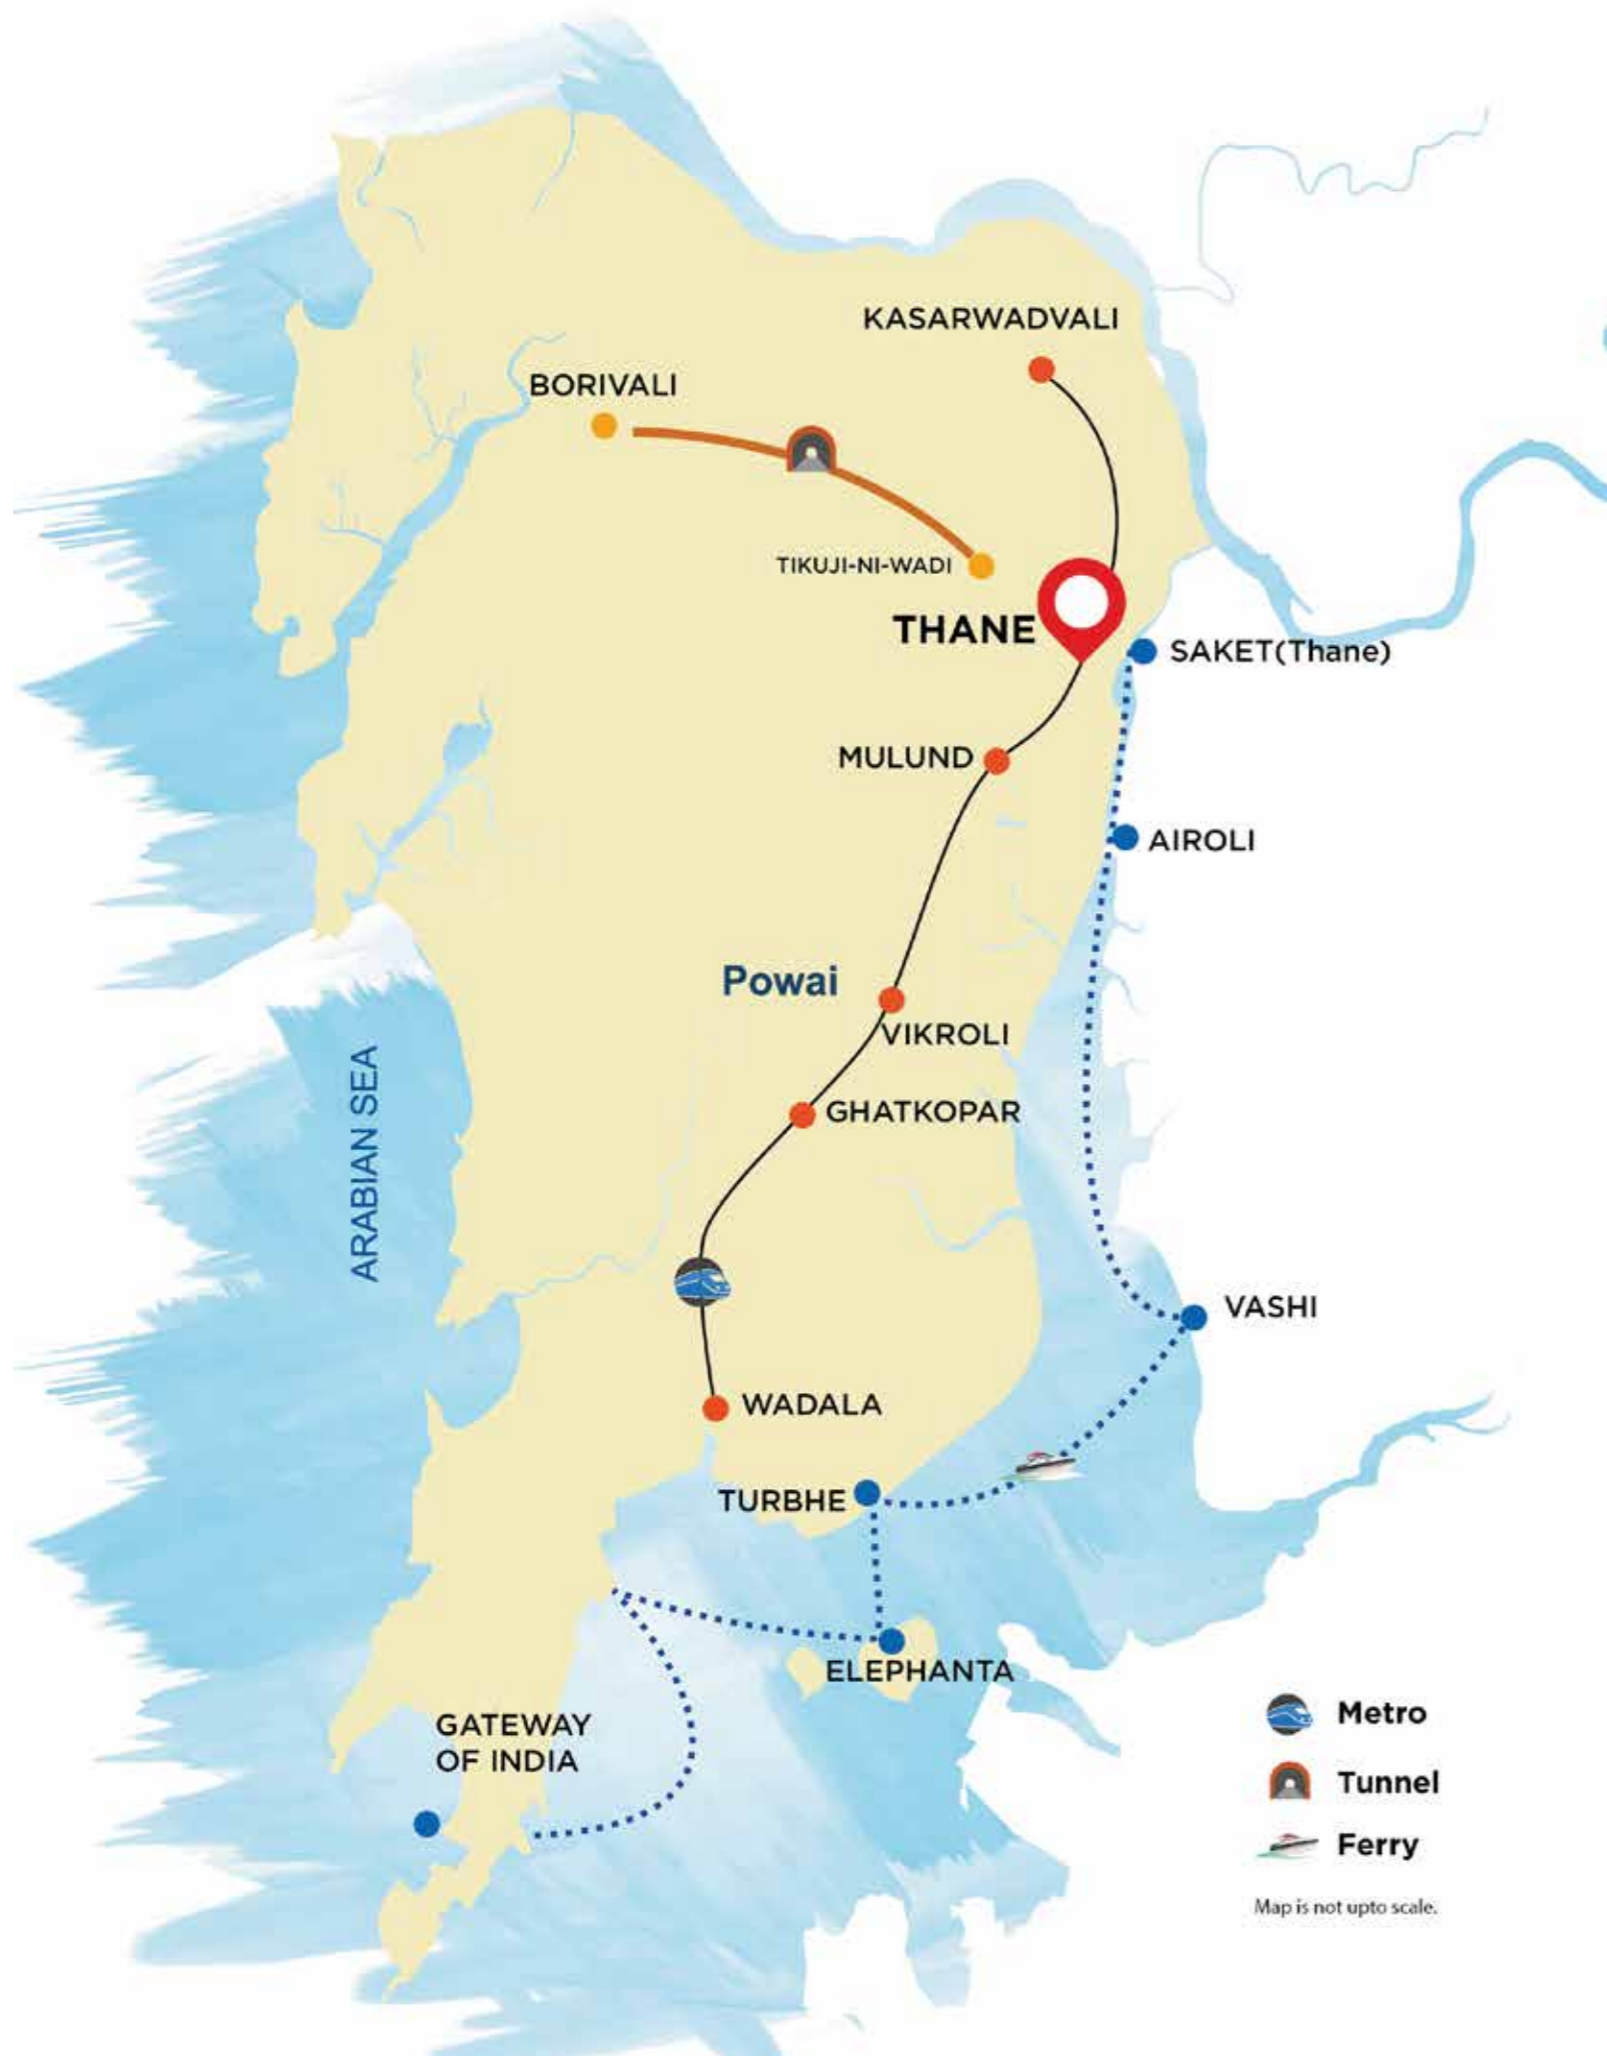 KASARWADVALI
BORIVALI
TIKUJI-NI-WADI
THANE
SAKET(Thane)
MULUND
AIROLI
Powai
VIKROLI
GHATKOPAR
ARABIAN SEA
VASHI
WADALA
TURBHE
ELEPHANTA
GATEWAY
OF INDIA
Metro
Tunnel
Ferry
Map is not upto scale.